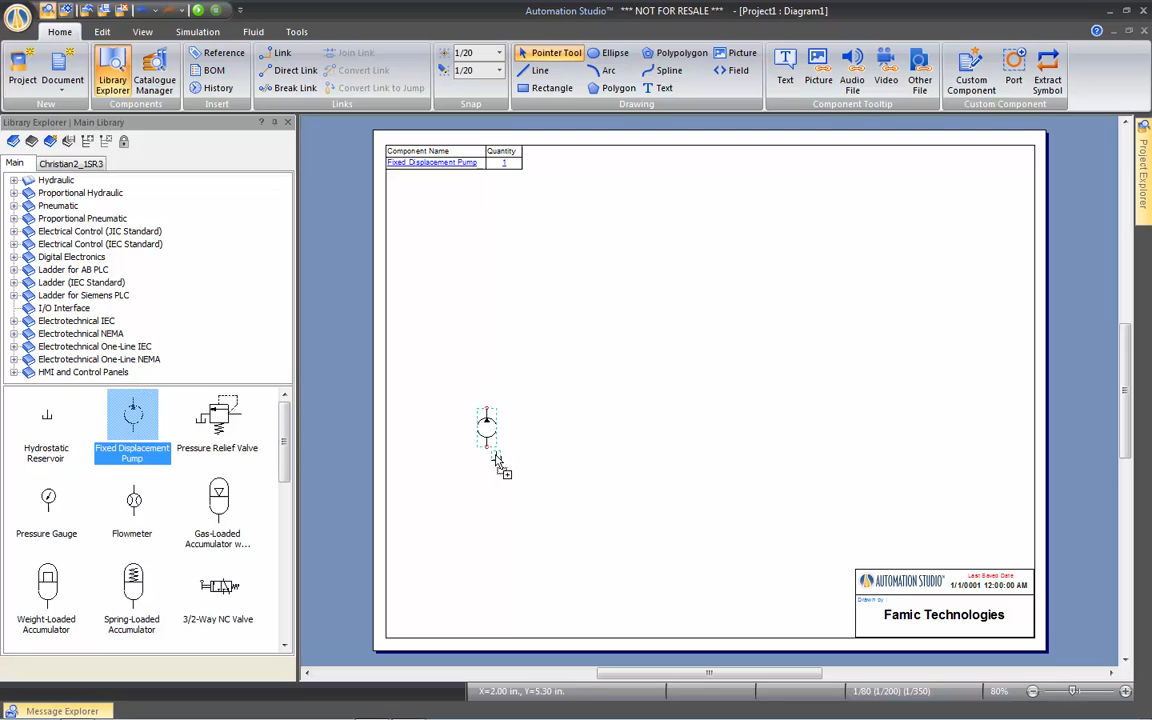 Automation Studio™ *** NOT FOR RESALE *** - [Project1 : Diagram1]
Home Edit View Simulation Fluid Tools
Project
Document
Library Explorer
Catalogue Manager
Reference
BOM
History
Link
Direct Link
Break Link
Join Link
Convert Link
Convert Link to Jump
1/20
1/20
Pointer Tool
Line
Rectangle
Ellipse
Arc
Polygon
Polypolygon
Spline
Text
Picture
Field
Text
Picture
Audio File
Video
Other File
Custom Component
Port
Extract Symbol
New Components Insert Links Snap Drawing Component Tooltip Custom Component
Library Explorer | Main Library
Main Christian2_1SR3
Hydraulic
Proportional Hydraulic
Pneumatic
Proportional Pneumatic
Electrical Control (JIC Standard)
Electrical Control (IEC Standard)
Digital Electronics
Ladder for AB PLC
Ladder (IEC Standard)
Ladder for Siemens PLC
I/O Interface
Electrotechnical IEC
Electrotechnical NEMA
Electrotechnical One-Line IEC
Electrotechnical One-Line NEMA
HMI and Control Panels
Hydrostatic Reservoir
Fixed Displacement Pump
Pressure Relief Valve
Pressure Gauge
Flowmeter
Gas-Loaded Accumulator w...
Weight-Loaded Accumulator
Spring-Loaded Accumulator
3/2-Way NC Valve
Component Name Quantity
Fixed Displacement Pump 1
AUTOMATION STUDIO™
Last Saved Date
1/1/0001 12:00:00 AM
Drawn by :
Famic Technologies
Project Explorer
X=2.00 in., Y=5.30 in. 1/80 (1/200) (1/350) 80%
Message Explorer